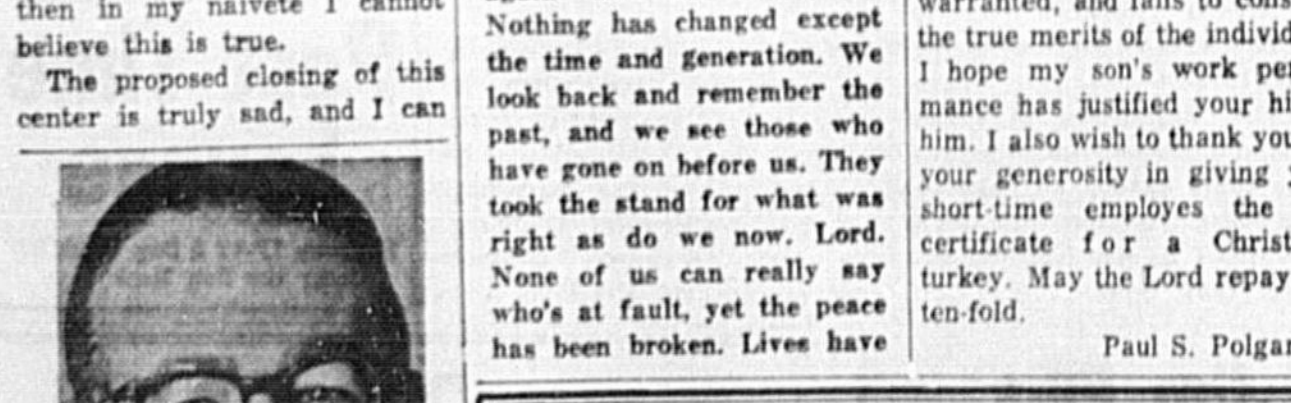 then in my naivete I cannot
believe this is true.
The proposed closing of this
center is truly sad, and I can
Nothing has changed except
the time and generation. We
look back and remember the
past, and we see those who
have gone on before us. They
took the stand for what was
right as do we now. Lord.
None of us can really say
who's at fault, yet the peace
has been broken. Lives have
warranted, and fails to
the true merits of the individ
I hope my son's work per
mance has justified your hi
him. I also wish to thank you
your generosity in giving
short-time employes the
certificate for a Christ
turkey. May the Lord repay
ten-fold.
Paul S. Polgar